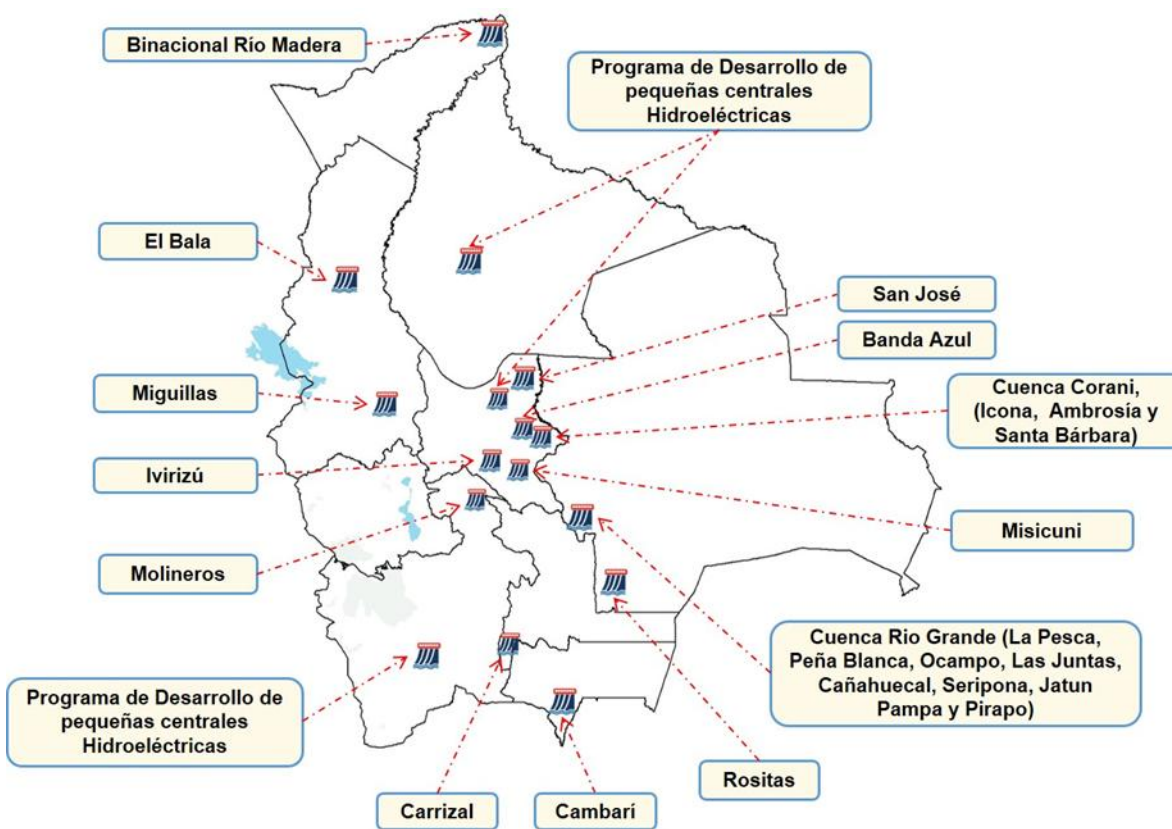 Binacional Río Madera
Programa de Desarrollo de
pequeñas centrales
Hidroeléctricas
El Bala
San José
Banda Azul
Miguillas
Cuenca Corani,
(Icona, Ambrosía y
Santa Bárbara)
Ivirizú
Misicuni
Molineros
Cuenca Rio Grande (La Pesca,
Peña Blanca, Ocampo, Las Juntas,
Cañahuecal, Seripona, Jatun
Pampa y Pirapo)
Programa de Desarrollo de
pequeñas centrales
Hidroeléctricas
Rositas
Carrizal
Cambarí